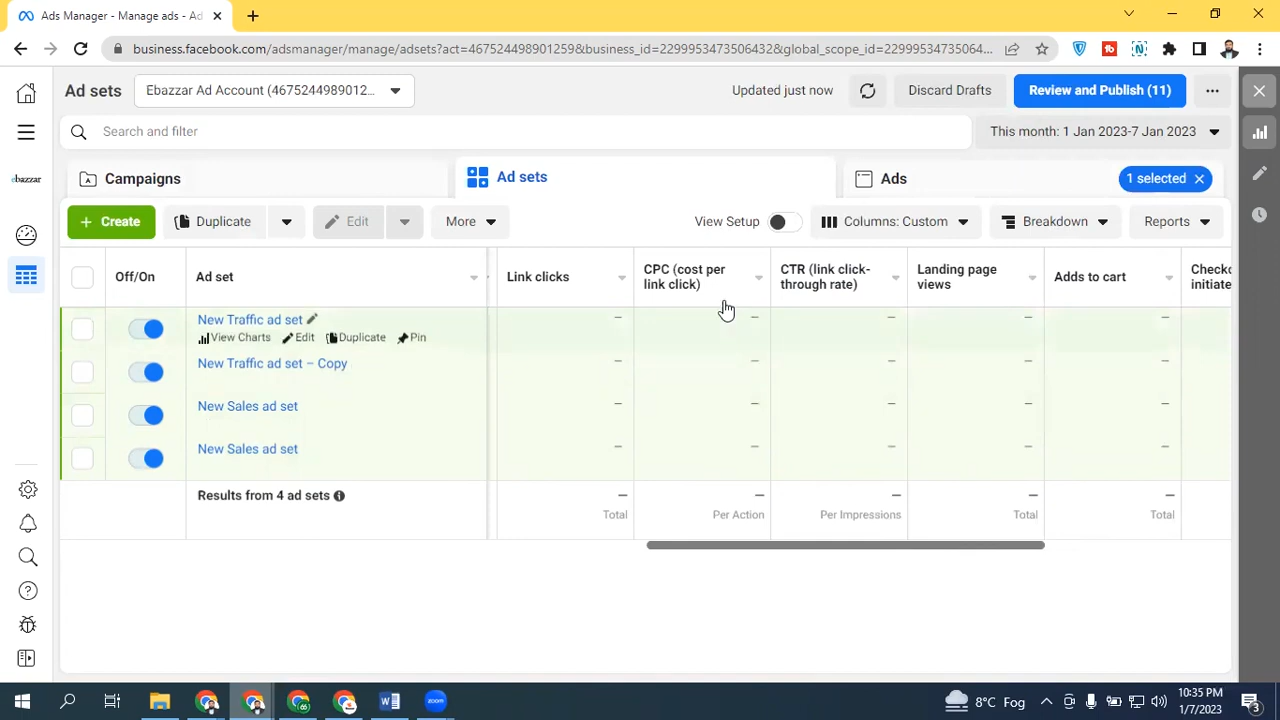 Ads Manager - Manage ads - Ad
business.facebook.com/adsmanager/manage/adsets?act=467524498901259&business_id=229995347350432&global_scope_id=22999534735064...
Ad sets
Ebazzar Ad Account (4675244989012...
Updated just now
Discard Drafts
Review and Publish (11)
Search and filter
This month: 1 Jan 2023-7 Jan 2023
Campaigns
Ad sets
Ads
1 selected
ebazzar
+ Create
Duplicate
Edit
More
View Setup
Columns: Custom
Breakdown
Reports
Off/On
Ad set
Link clicks
CPC (cost per
link click)
CTR (link click-
through rate)
Landing page
views
Adds to cart
Checko
initiate
New Traffic ad set
— — — — —
View Charts Edit Duplicate Pin
New Traffic ad set – Copy
— — — — —
New Sales ad set
— — — — —
New Sales ad set
— — — — —
Results from 4 ad sets
— — — — —
Total
Per Action
Per Impressions
Total
Total
zoom
8°C Fog
10:35 PM
1/7/2023
3